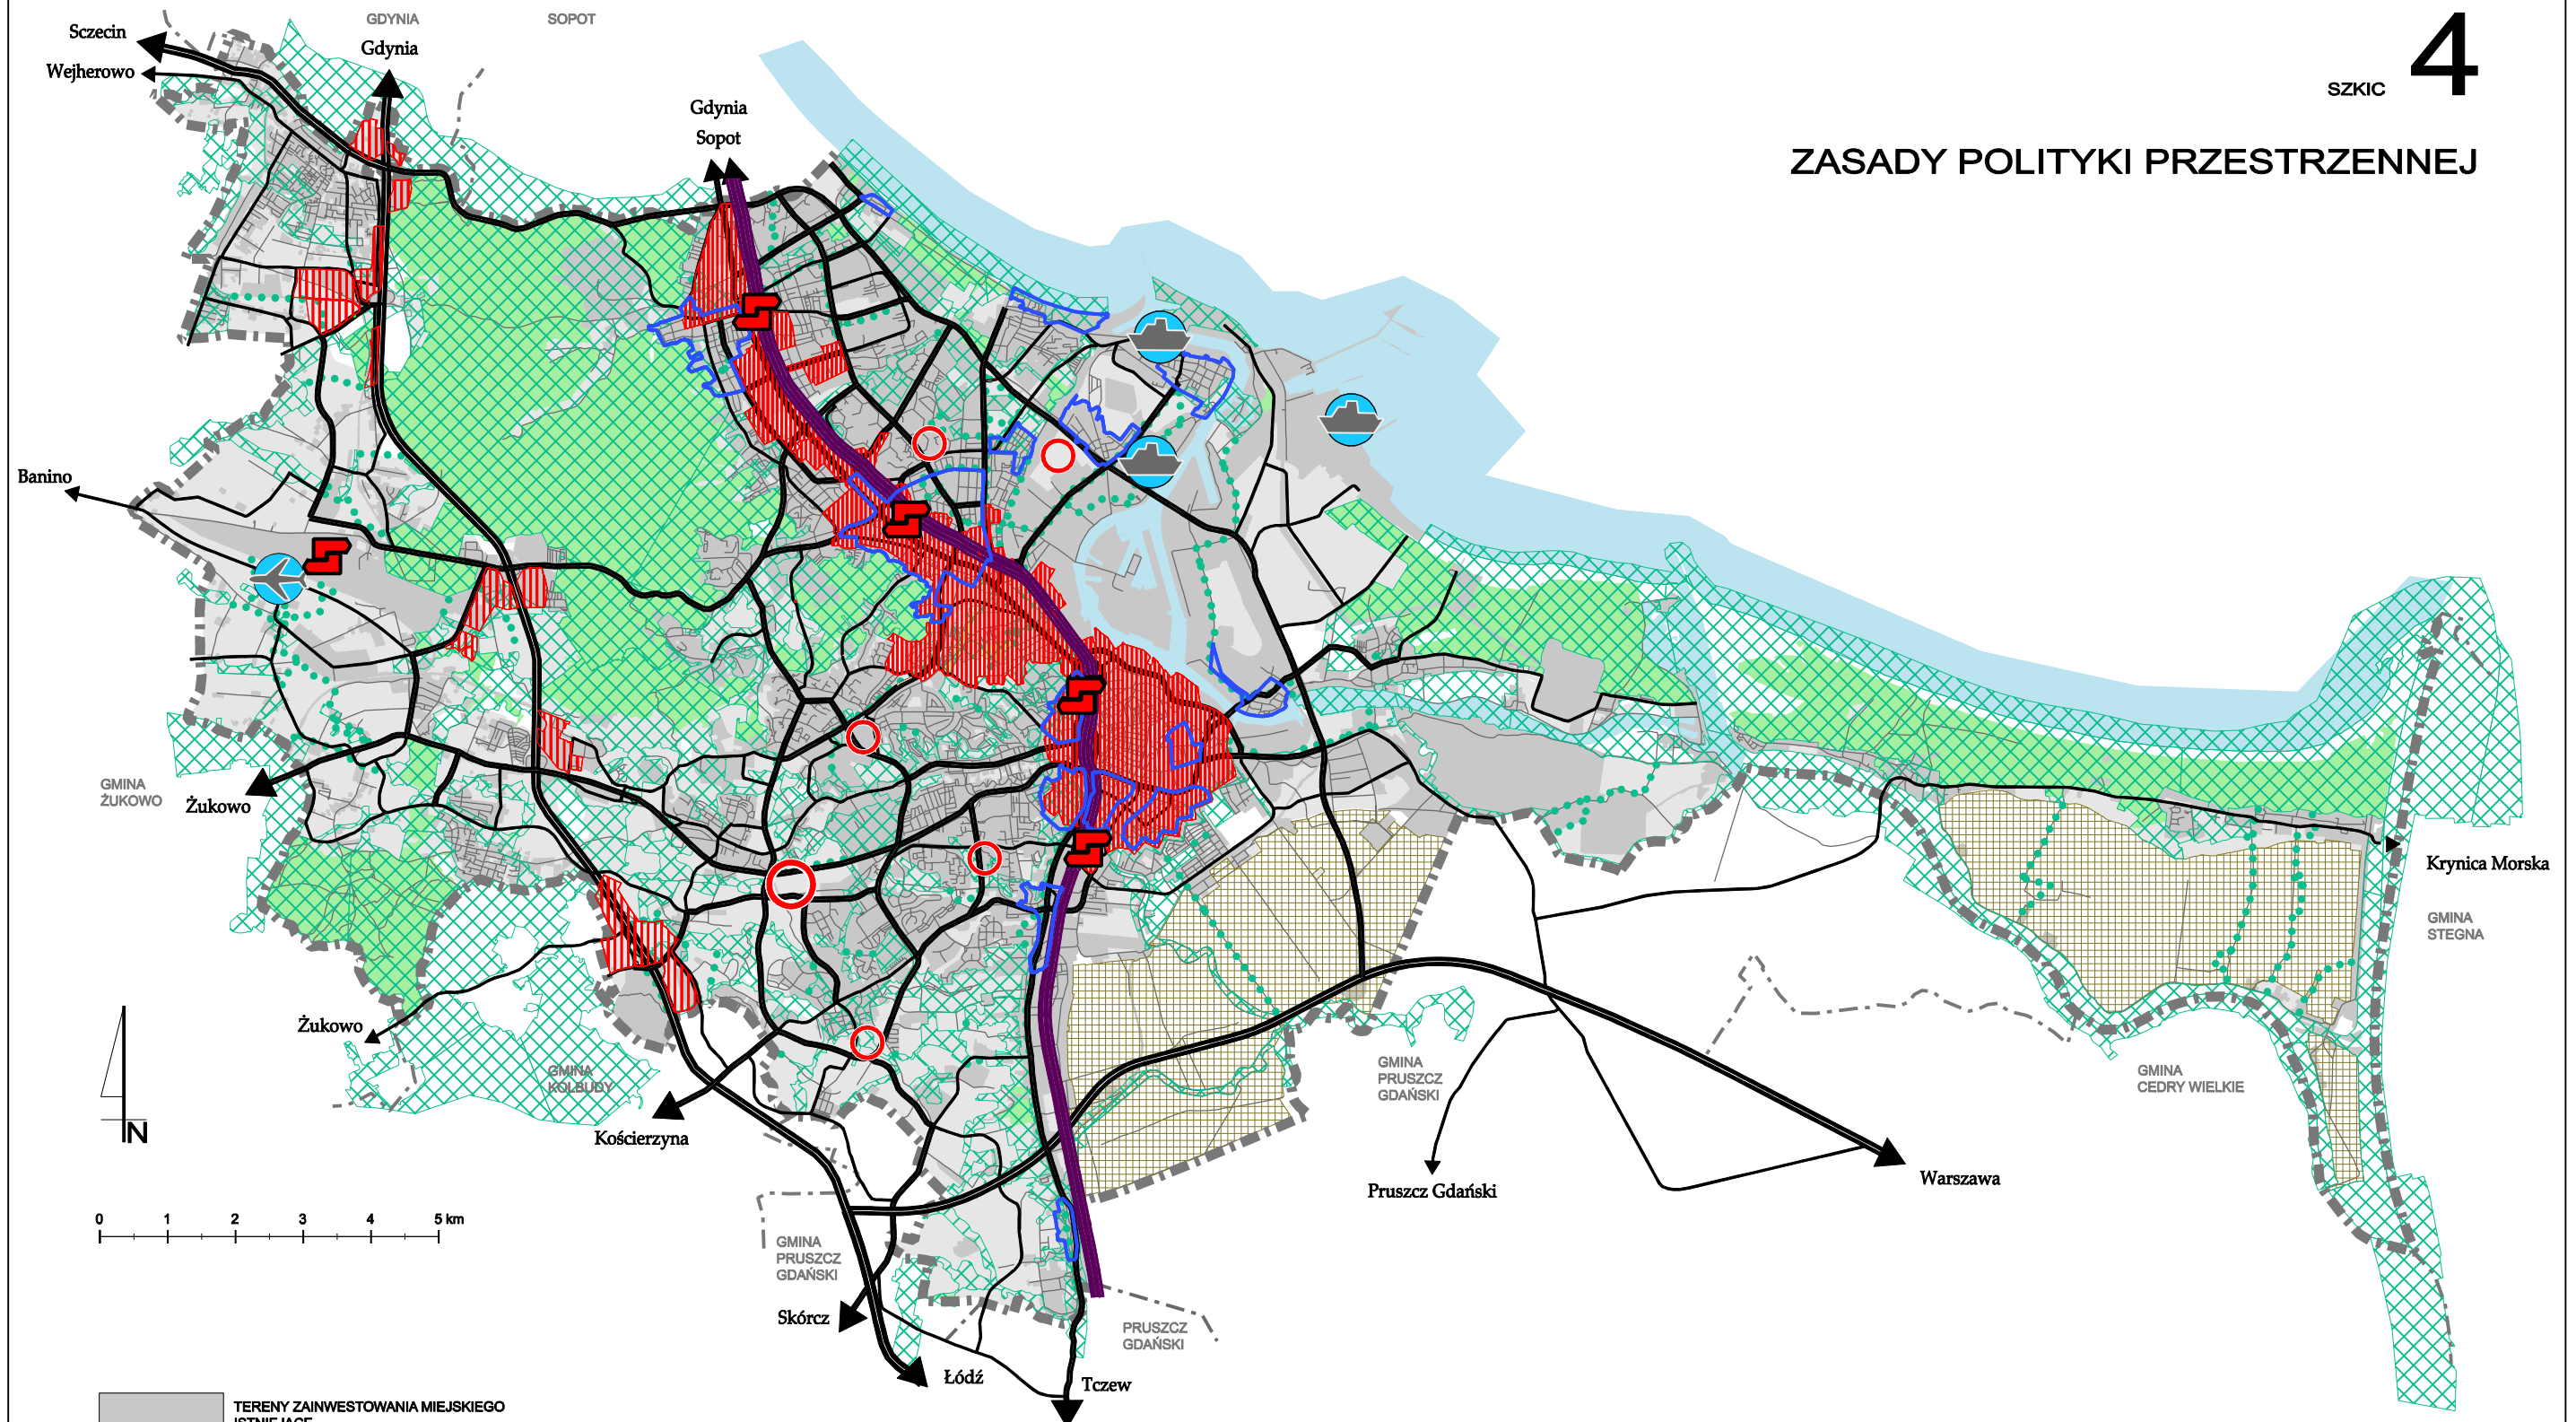 GDYNIA
SOPOT
4
SZKIC
Sczecin
Gdynia
Wejherowo
Gdynia
Sopot
ZASADY POLITYKI PRZESTRZENNEJ
Banino
GMINA
ŻUKOWO
Żukowo
Krynica Morska
GMINA
STEGNA
Żukowo
GMINA
KOLBUDY
GMINA
PRUSZCZ
GDAŃSKI
GMINA
CEDRY WIELKIE
N
Kościerzyna
Pruszcz Gdański
Warszawa
0 1 2 3 4 5 km
GMINA
PRUSZCZ
GDAŃSKI
Skórcz
PRUSZCZ
GDAŃSKI
Łódź
Tczew
TERENY ZAINWESTOWANIA MIEJSKIEGO